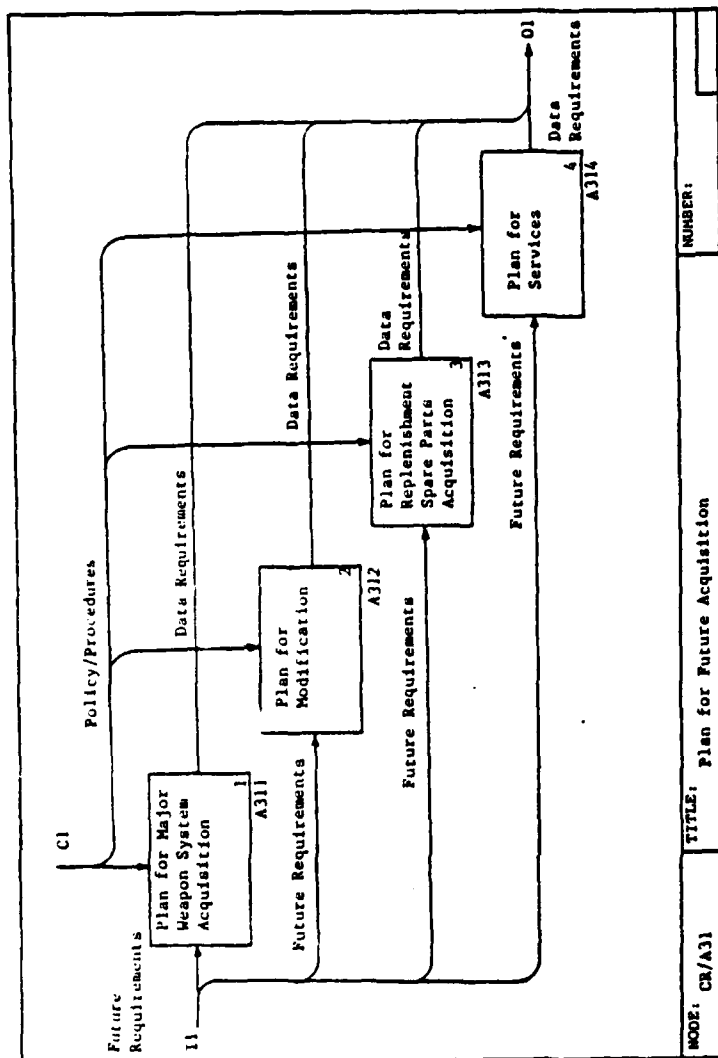 C1
Policy/Procedures
Future
Requirements
I1
Plan for Major
Weapon System
Acquisition
1
A311
Data Requirements
Future Requirements
Plan for
Modification
2
A312
Data Requirements
Future Requirements
Plan for
Replenishment
Spare Parts
Acquisition
3
A313
Data
Requirements
Future Requirements
Plan for
Services
4
A314
Data
Requirements
O1
NODE: CR/A31
TITLE: Plan for Future Acquisition
NUMBER: